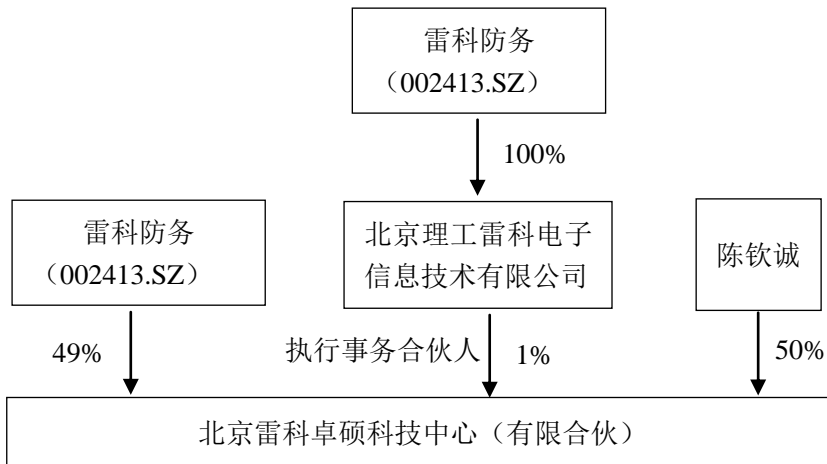 雷科防务
（002413.SZ）
100%
雷科防务
（002413.SZ）
北京理工雷科电子
信息技术有限公司
陈钦诚
49%
执行事务合伙人
1%
50%
北京雷科卓硕科技中心（有限合伙）